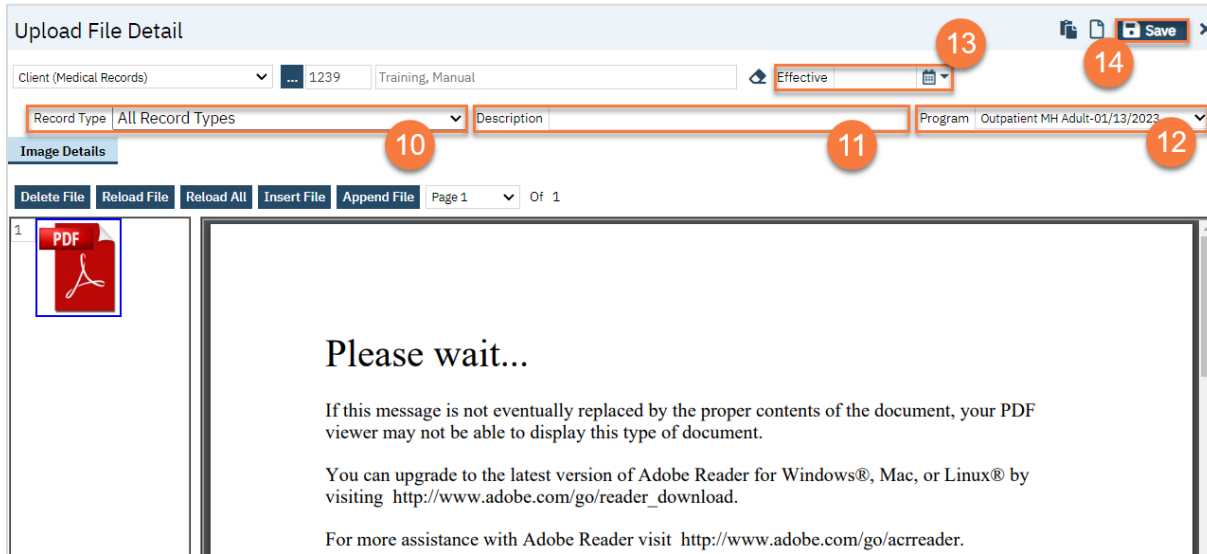 Upload File Detail
Save
13
14
Client (Medical Records)
...
1239
Training, Manual
Effective
Record Type
All Record Types
Description
Program
Outpatient MH Adult-01/13/2023
10
11
12
Image Details
Delete File
Reload File
Reload All
Insert File
Append File
Page 1
Of 1
1
PDF
Please wait...
If this message is not eventually replaced by the proper contents of the document, your PDF
viewer may not be able to display this type of document.
You can upgrade to the latest version of Adobe Reader for Windows®, Mac, or Linux® by
visiting http://www.adobe.com/go/reader_download.
For more assistance with Adobe Reader visit http://www.adobe.com/go/acrreader.